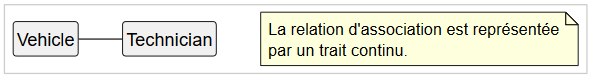 Vehicle
Technician
La relation d'association est représentée
par un trait continu.